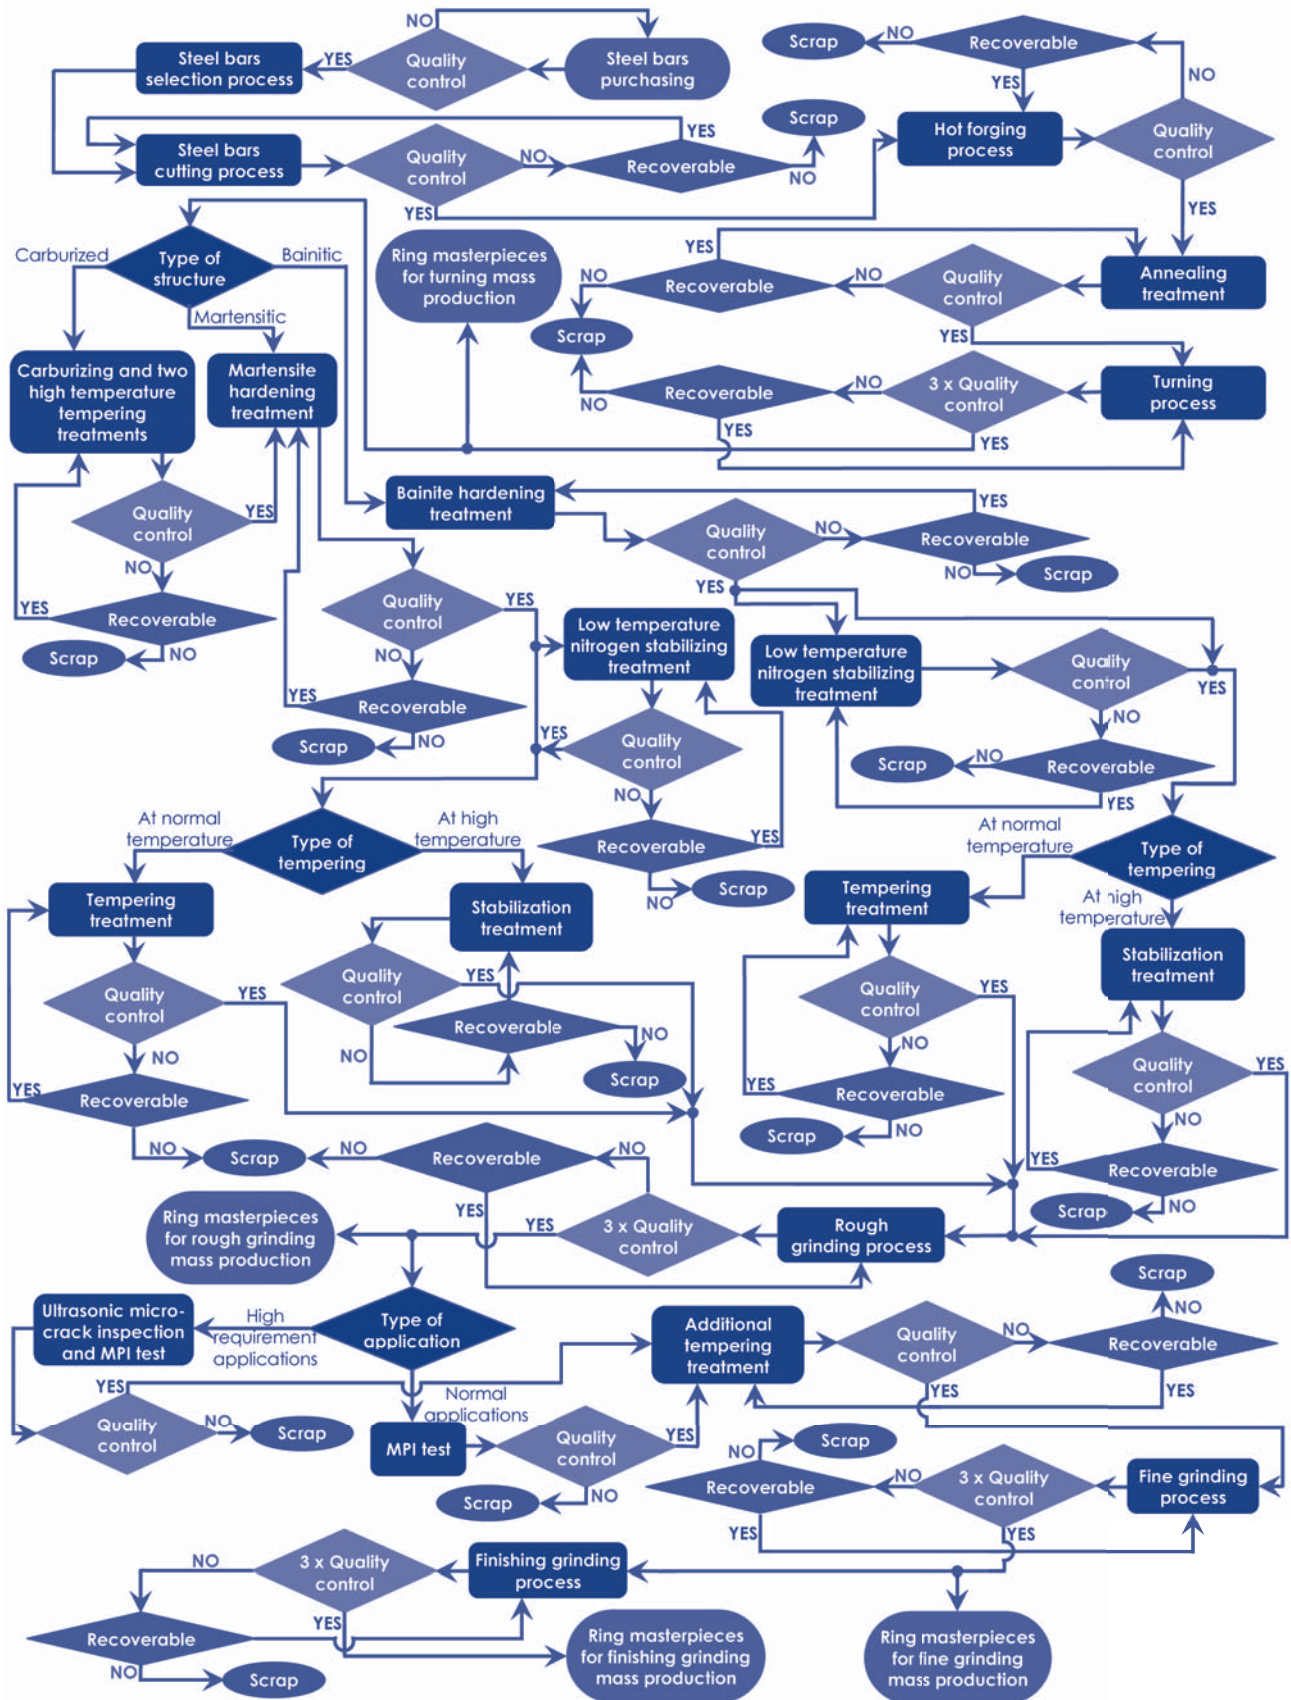 NO
Steel bars
selection process
YES
Quality
control
Steel bars
purchasing
Scrap
NO
Recoverable
YES
NO
Hot forging
process
Quality
control
YES
Steel bars
cutting process
Quality
control
NO
YES
Recoverable
Scrap
NO
YES
Carburized
Type of
structure
Bainitic
Martensitic
Ring masterpieces
for turning mass
production
YES
NO
Recoverable
NO
Quality
control
Annealing
treatment
Scrap
YES
NO
Recoverable
NO
3 x Quality
control
Turning
process
YES
YES
Carburizing and two
high temperature
tempering
treatments
Martensite
hardening
treatment
Quality
control
YES
NO
YES
Recoverable
Scrap
NO
Bainite hardening
treatment
Quality
control
NO
YES
Recoverable
NO
Scrap
YES
Quality
control
YES
NO
YES
Recoverable
Scrap
NO
Low temperature
nitrogen stabilizing
treatment
YES
Quality
control
NO
Recoverable
YES
NO
Scrap
Low temperature
nitrogen stabilizing
treatment
Quality
control
YES
NO
Scrap
NO
Recoverable
YES
At normal
temperature
Type of
tempering
At high
temperature
Tempering
treatment
Quality
control
YES
NO
YES
Recoverable
NO
Scrap
Stabilization
treatment
Quality
control
YES
NO
Recoverable
NO
Scrap
At normal
temperature
Type of
tempering
At high
temperature
Tempering
treatment
Quality
control
YES
NO
YES
Recoverable
Scrap
NO
Stabilization
treatment
Quality
control
YES
NO
YES
Recoverable
Scrap
NO
NO
Recoverable
NO
YES
Ring masterpieces
for rough grinding
mass production
YES
3 x Quality
control
Rough
grinding process
Ultrasonic micro-
crack inspection
and MPI test
High
requirement
applications
Type of
application
Normal
applications
YES
Quality
control
NO
Scrap
MPI test
Quality
control
YES
Scrap
NO
Additional
tempering
treatment
Quality
control
NO
YES
Recoverable
NO
Scrap
YES
Scrap
NO
Recoverable
NO
YES
3 x Quality
control
Fine grinding
process
YES
NO
3 x Quality
control
Finishing grinding
process
YES
Recoverable
NO
Scrap
Ring masterpieces
for finishing grinding
mass production
Ring masterpieces
for fine grinding
mass production